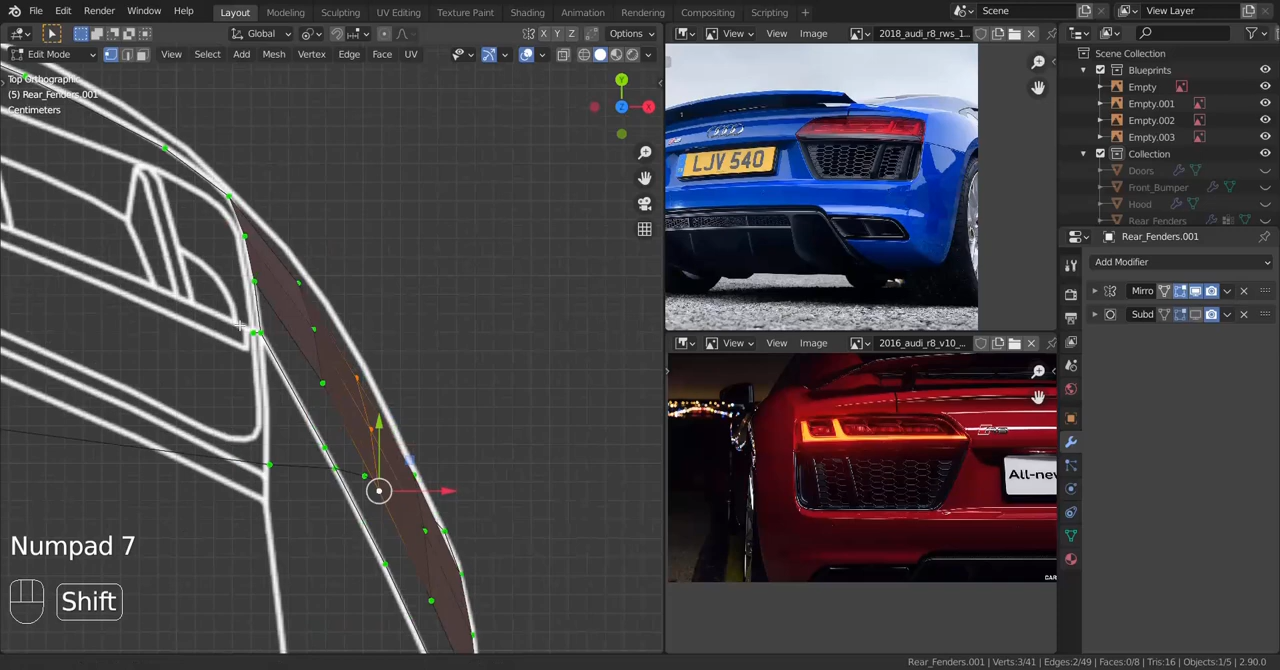 File Edit Render Window Help
Layout Modeling Sculpting UV Editing Texture Paint Shading Animation Rendering Compositing Scripting +
Scene
View Layer
Global
X Y Z
Options
Edit Mode
View Select Add Mesh Vertex Edge Face UV
Top Orthographic
(5) Rear_Fenders.001
Centimeters
Y
X
Z
Numpad 7
Shift
View View Image 2018_audi_r8_rws_1...
LJV 540
View View Image 2016_audi_r8_v10_...
All-new
CAR
Scene Collection
Blueprints
Empty
Empty.001
Empty.002
Empty.003
Collection
Doors
Front_Bumper
Hood
Rear_Fenders
Rear_Fenders.001
Add Modifier
Mirro
Subd
Rear_Fenders.001 | Verts:3/41 | Edges:2/49 | Faces:0/8 | Tris:16 | Objects:1/5 | 2.90.0